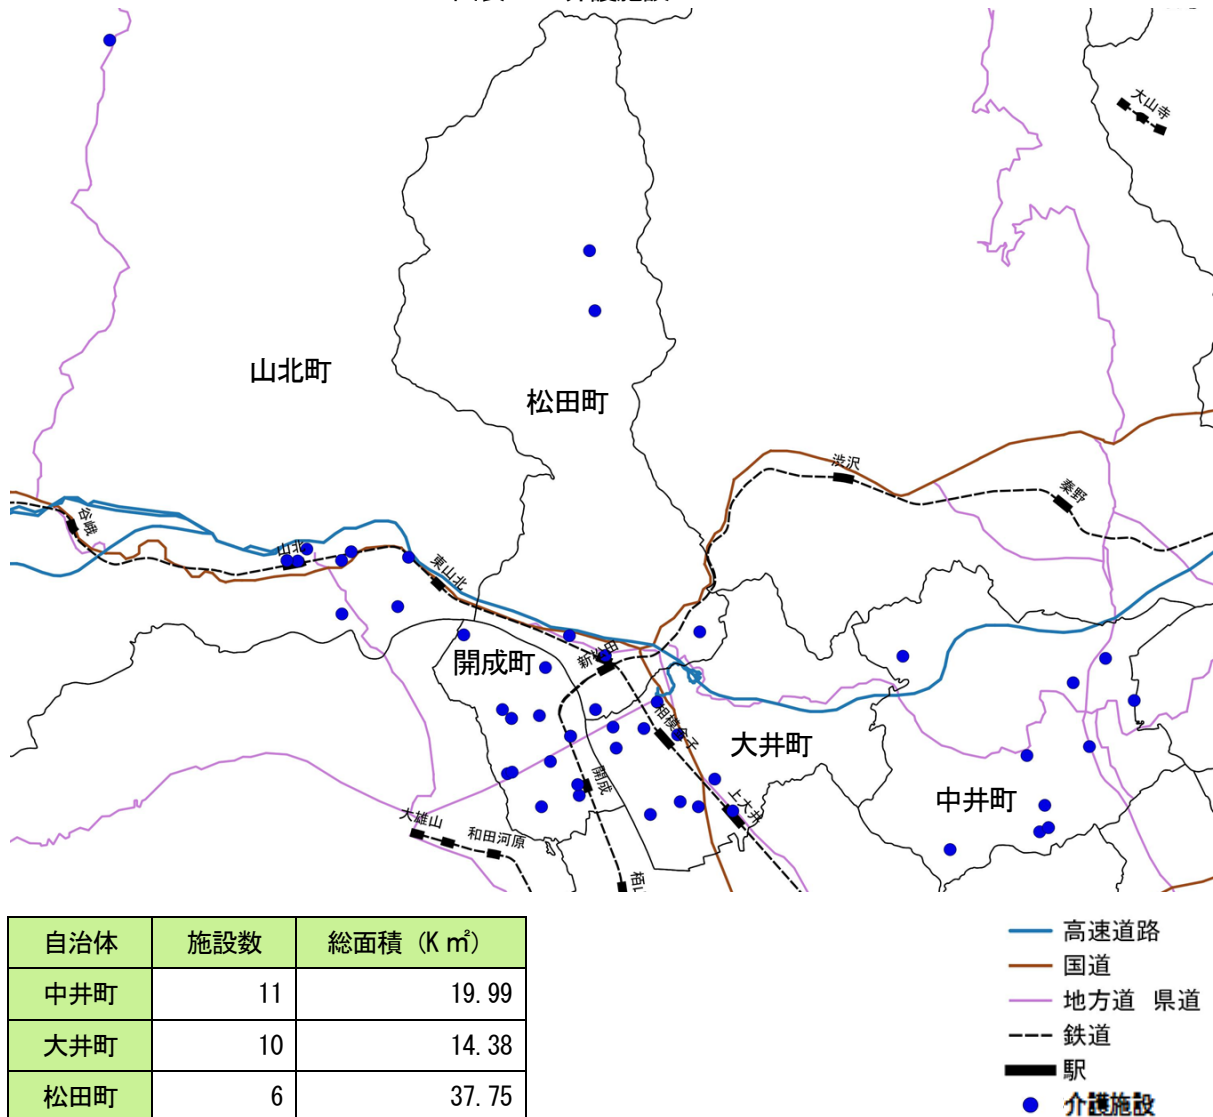 大山寺
山北町
松田町
渋沢
秦野
谷峨
山北
東山北
開成町
新松田
相模金子
大井町
開成
上大井
中井町
大雄山
和田河原
自治体 施設数 総面積（K㎡）
中井町 11 19.99
大井町 10 14.38
松田町 6 37.75
高速道路
国道
地方道 県道
鉄道
駅
介護施設